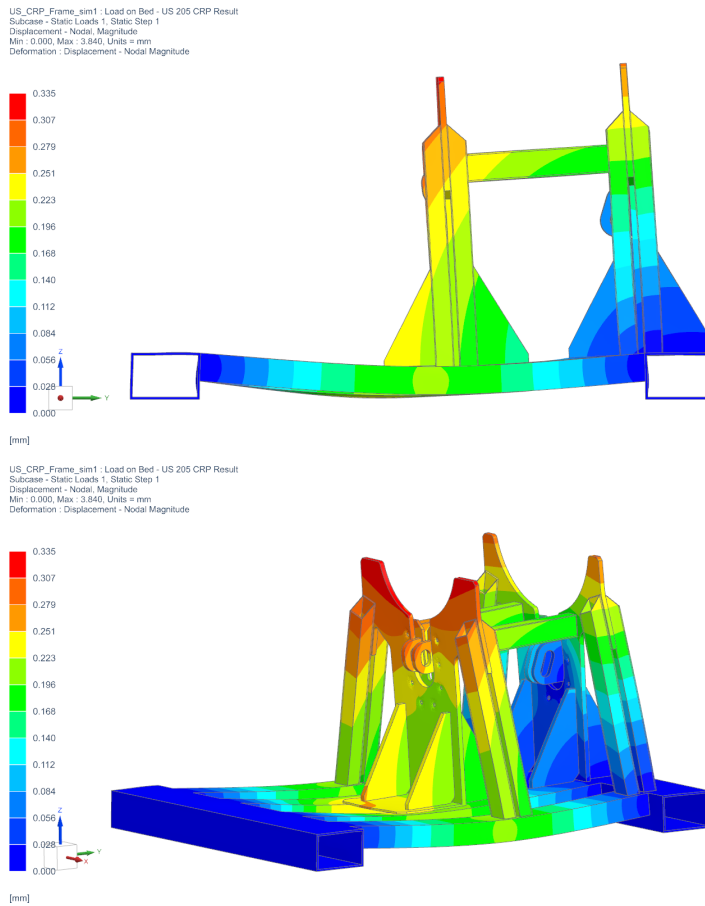 US_CRP_Frame_sim1 : Load on Bed - US 205 CRP Result
Subcase - Static Loads 1, Static Step 1
Displacement - Nodal, Magnitude
Min : 0.000, Max : 3.840, Units = mm
Deformation : Displacement - Nodal Magnitude
0.335
0.307
0.279
0.251
0.223
0.196
0.168
0.140
0.112
0.084
0.056
0.028
0.000
Z
Y
[mm]
US_CRP_Frame_sim1 : Load on Bed - US 205 CRP Result
Subcase - Static Loads 1, Static Step 1
Displacement - Nodal, Magnitude
Min : 0.000, Max : 3.840, Units = mm
Deformation : Displacement - Nodal Magnitude
0.335
0.307
0.279
0.251
0.223
0.196
0.168
0.140
0.112
0.084
0.056
0.028
0.000
Z
Y
X
[mm]